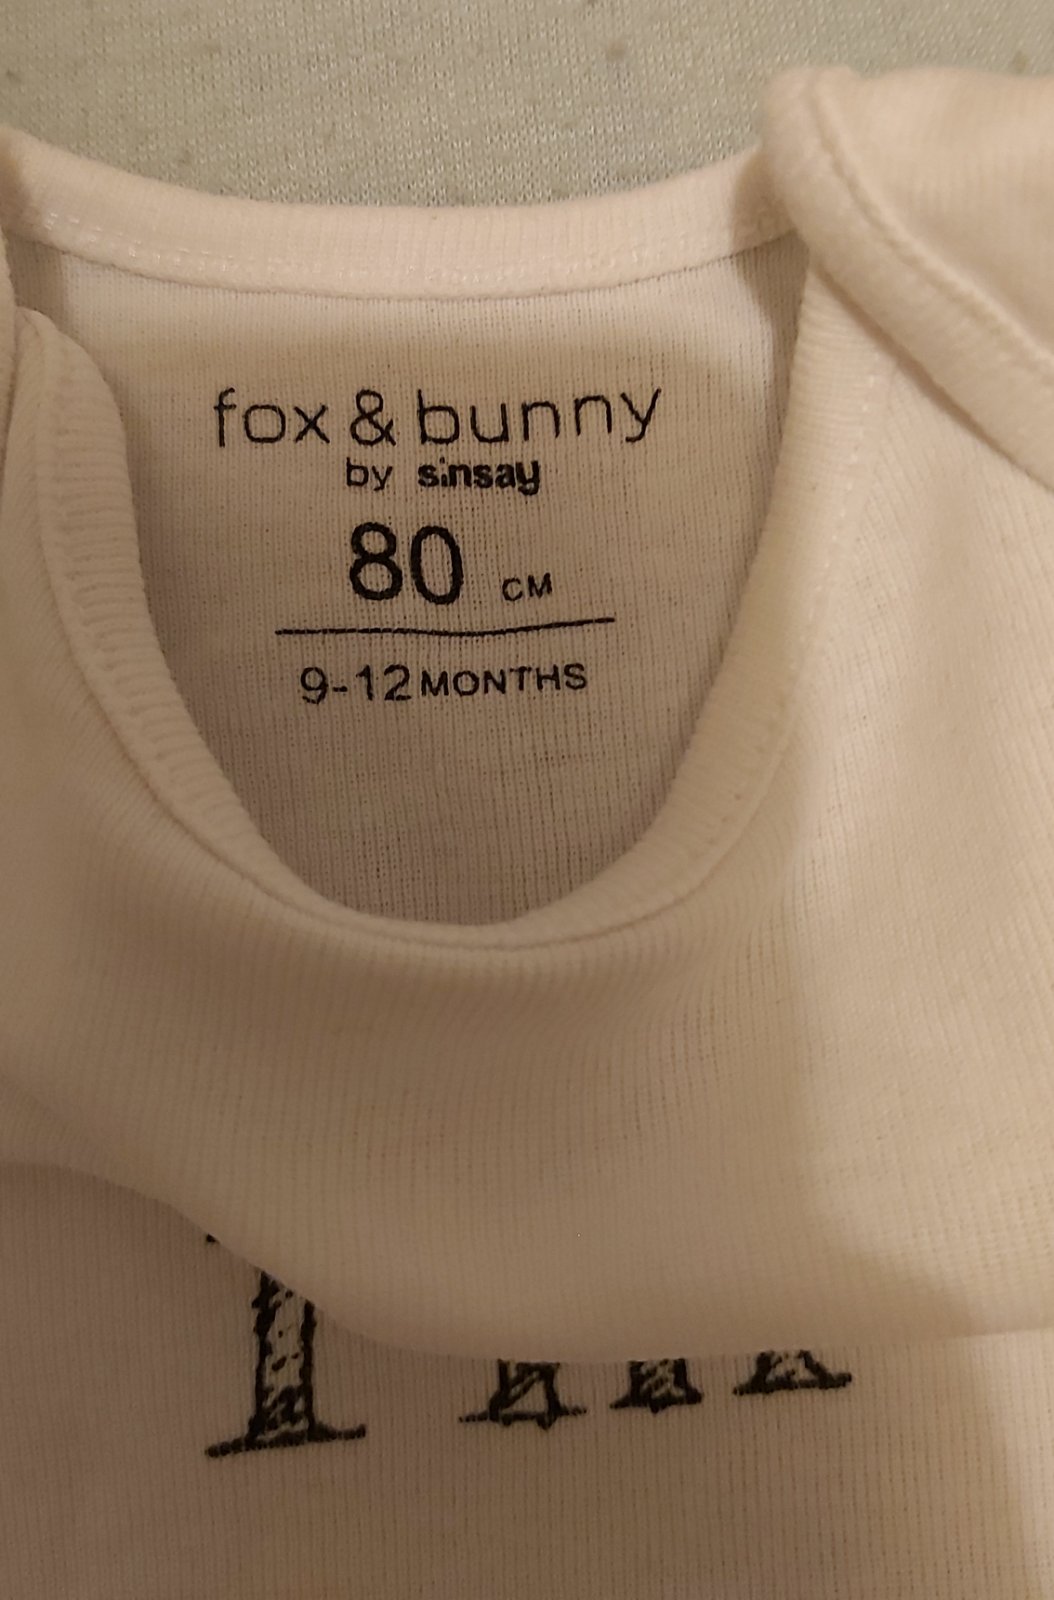 fox & bunny
by sinsay
80 CM
9-12 MONTHS